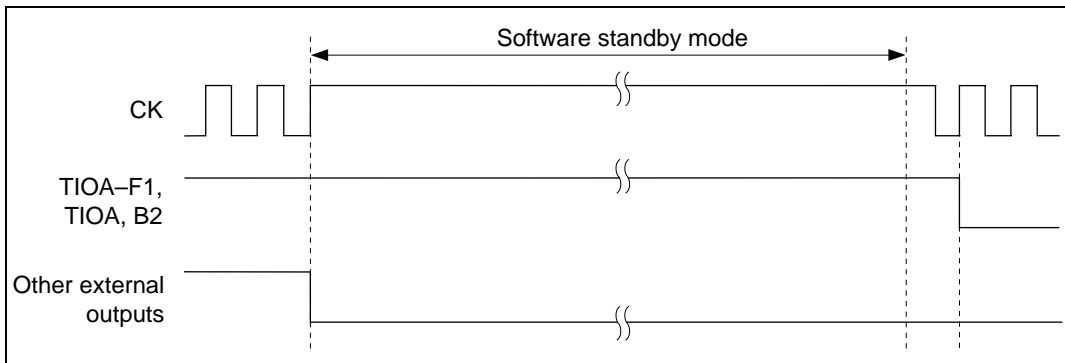 Software standby mode
CK
TIOA–F1,
TIOA, B2
Other external
outputs